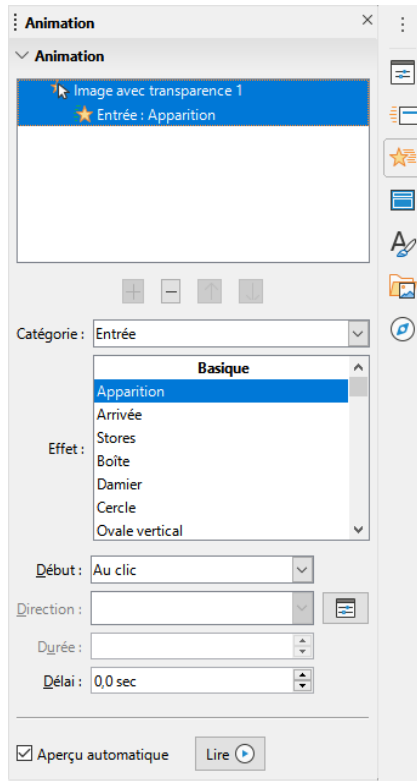 Animation
Animation
Image avec transparence 1
Entrée : Apparition
Catégorie : Entrée
Basique
Apparition
Arrivée
Stores
Effet :
Boîte
Damier
Cercle
Ovale vertical
Début : Au clic
Direction :
Durée :
Délai : 0,0 sec
Aperçu automatique Lire